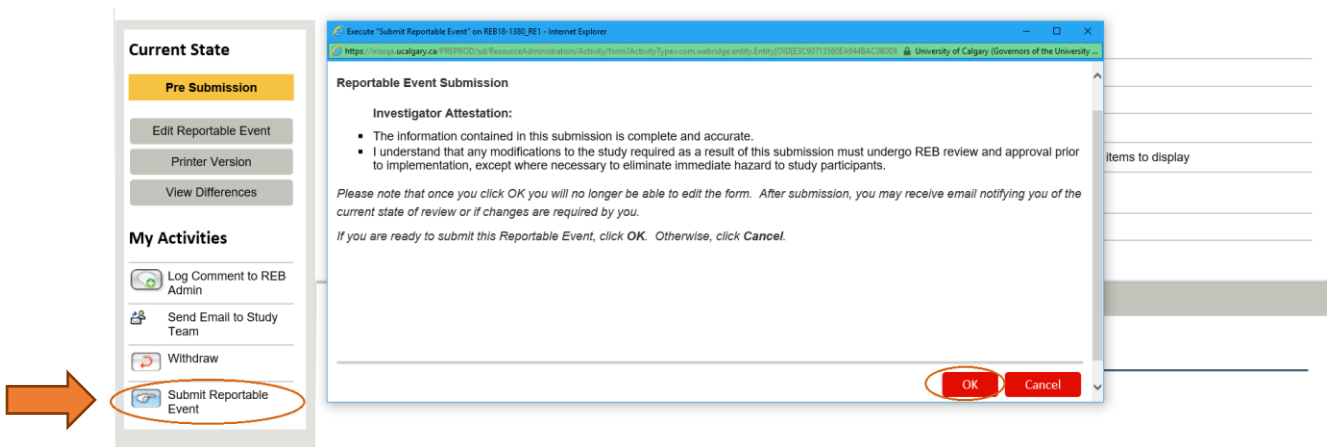 Current State
Pre Submission
Edit Reportable Event
Printer Version
View Differences
My Activities
Log Comment to REB
Admin
Send Email to Study
Team
Withdraw
Submit Reportable
Event
Execute "Submit Reportable Event" on REB18-1380_RE1 - Internet Explorer
University of Calgary (Governors of the University ...
Reportable Event Submission
Investigator Attestation:
▪ The information contained in this submission is complete and accurate.
▪ I understand that any modifications to the study required as a result of this submission must undergo REB review and approval prior
to implementation, except where necessary to eliminate immediate hazard to study participants.
Please note that once you click OK you will no longer be able to edit the form. After submission, you may receive email notifying you of the
current state of review or if changes are required by you.
If you are ready to submit this Reportable Event, click OK. Otherwise, click Cancel.
OK
Cancel
items to display